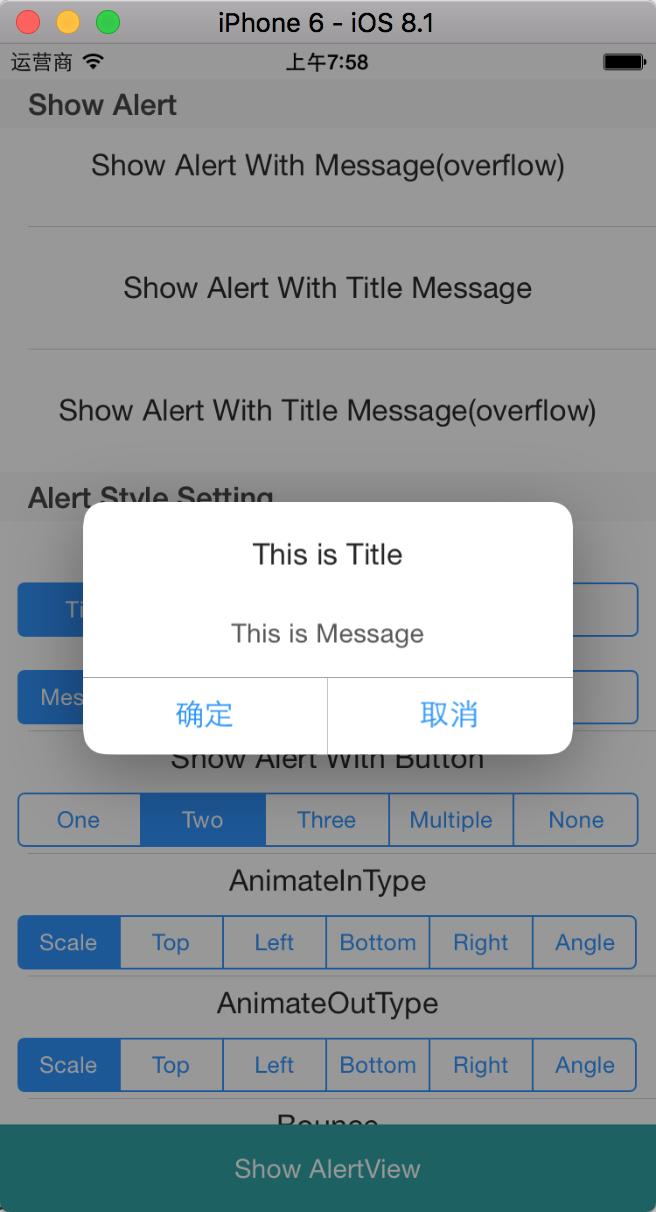 iPhone 6 - iOS 8.1
运营商 上午7:58
Show Alert
Show Alert With Message(overflow)
Show Alert With Title Message
Show Alert With Title Message(overflow)
Alert Style Setting
This is Title
Ti
This is Message
Mes
确定 取消
Show Alert With Button
One Two Three Multiple None
AnimateInType
Scale Top Left Bottom Right Angle
AnimateOutType
Scale Top Left Bottom Right Angle
Bounce
Show AlertView